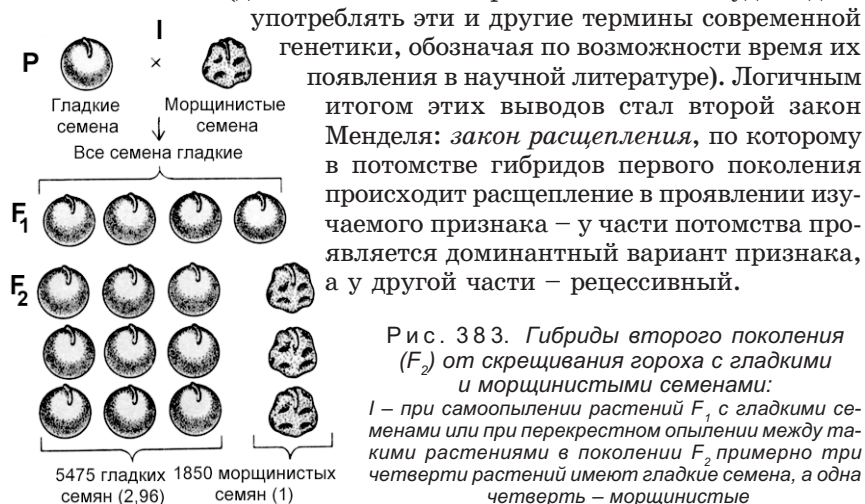 употреблять эти и другие термины современной
генетики, обозначая по возможности время их
появления в научной литературе). Логичным
итогом этих выводов стал второй закон
Менделя: закон расщепления, по которому
в потомстве гибридов первого поколения
происходит расщепление в проявлении изу-
чаемого признака – у части потомства про-
является доминантный вариант признака,
а у другой части – рецессивный.
I
P
×
Гладкие
семена
Морщинистые
семена
Все семена гладкие
F₁
F₂
5475 гладких
семян (2,96)
1850 морщинистых
семян (1)
Рис. 383. Гибриды второго поколения
(F₂) от скрещивания гороха с гладкими
и морщинистыми семенами:
I – при самоопылении растений F₁ с гладкими се-
менами или при перекрестном опылении между та-
кими растениями в поколении F₂ примерно три
четверти растений имеют гладкие семена, а одна
четверть – морщинистые